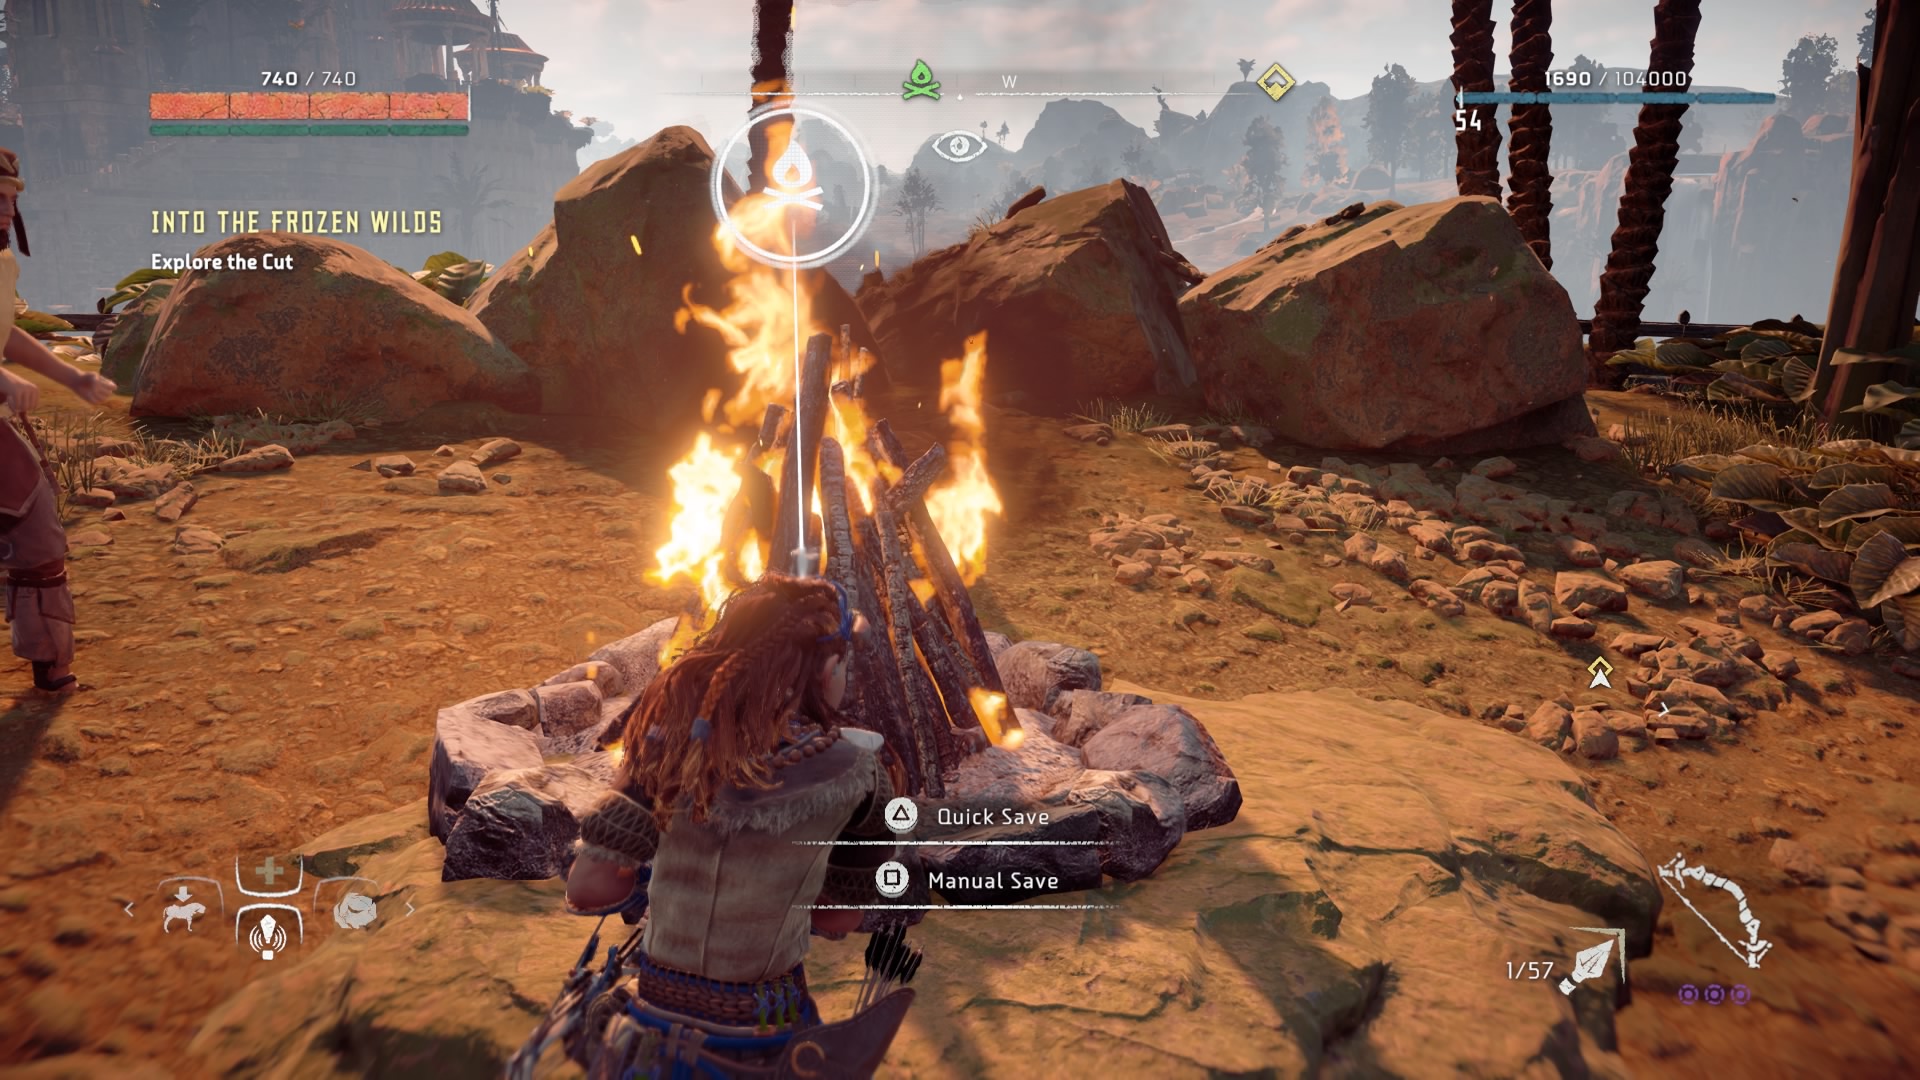 740 / 740
W
1690 / 104000
54
INTO THE FROZEN WILDS
Explore the Cut
Quick Save
Manual Save
1/57